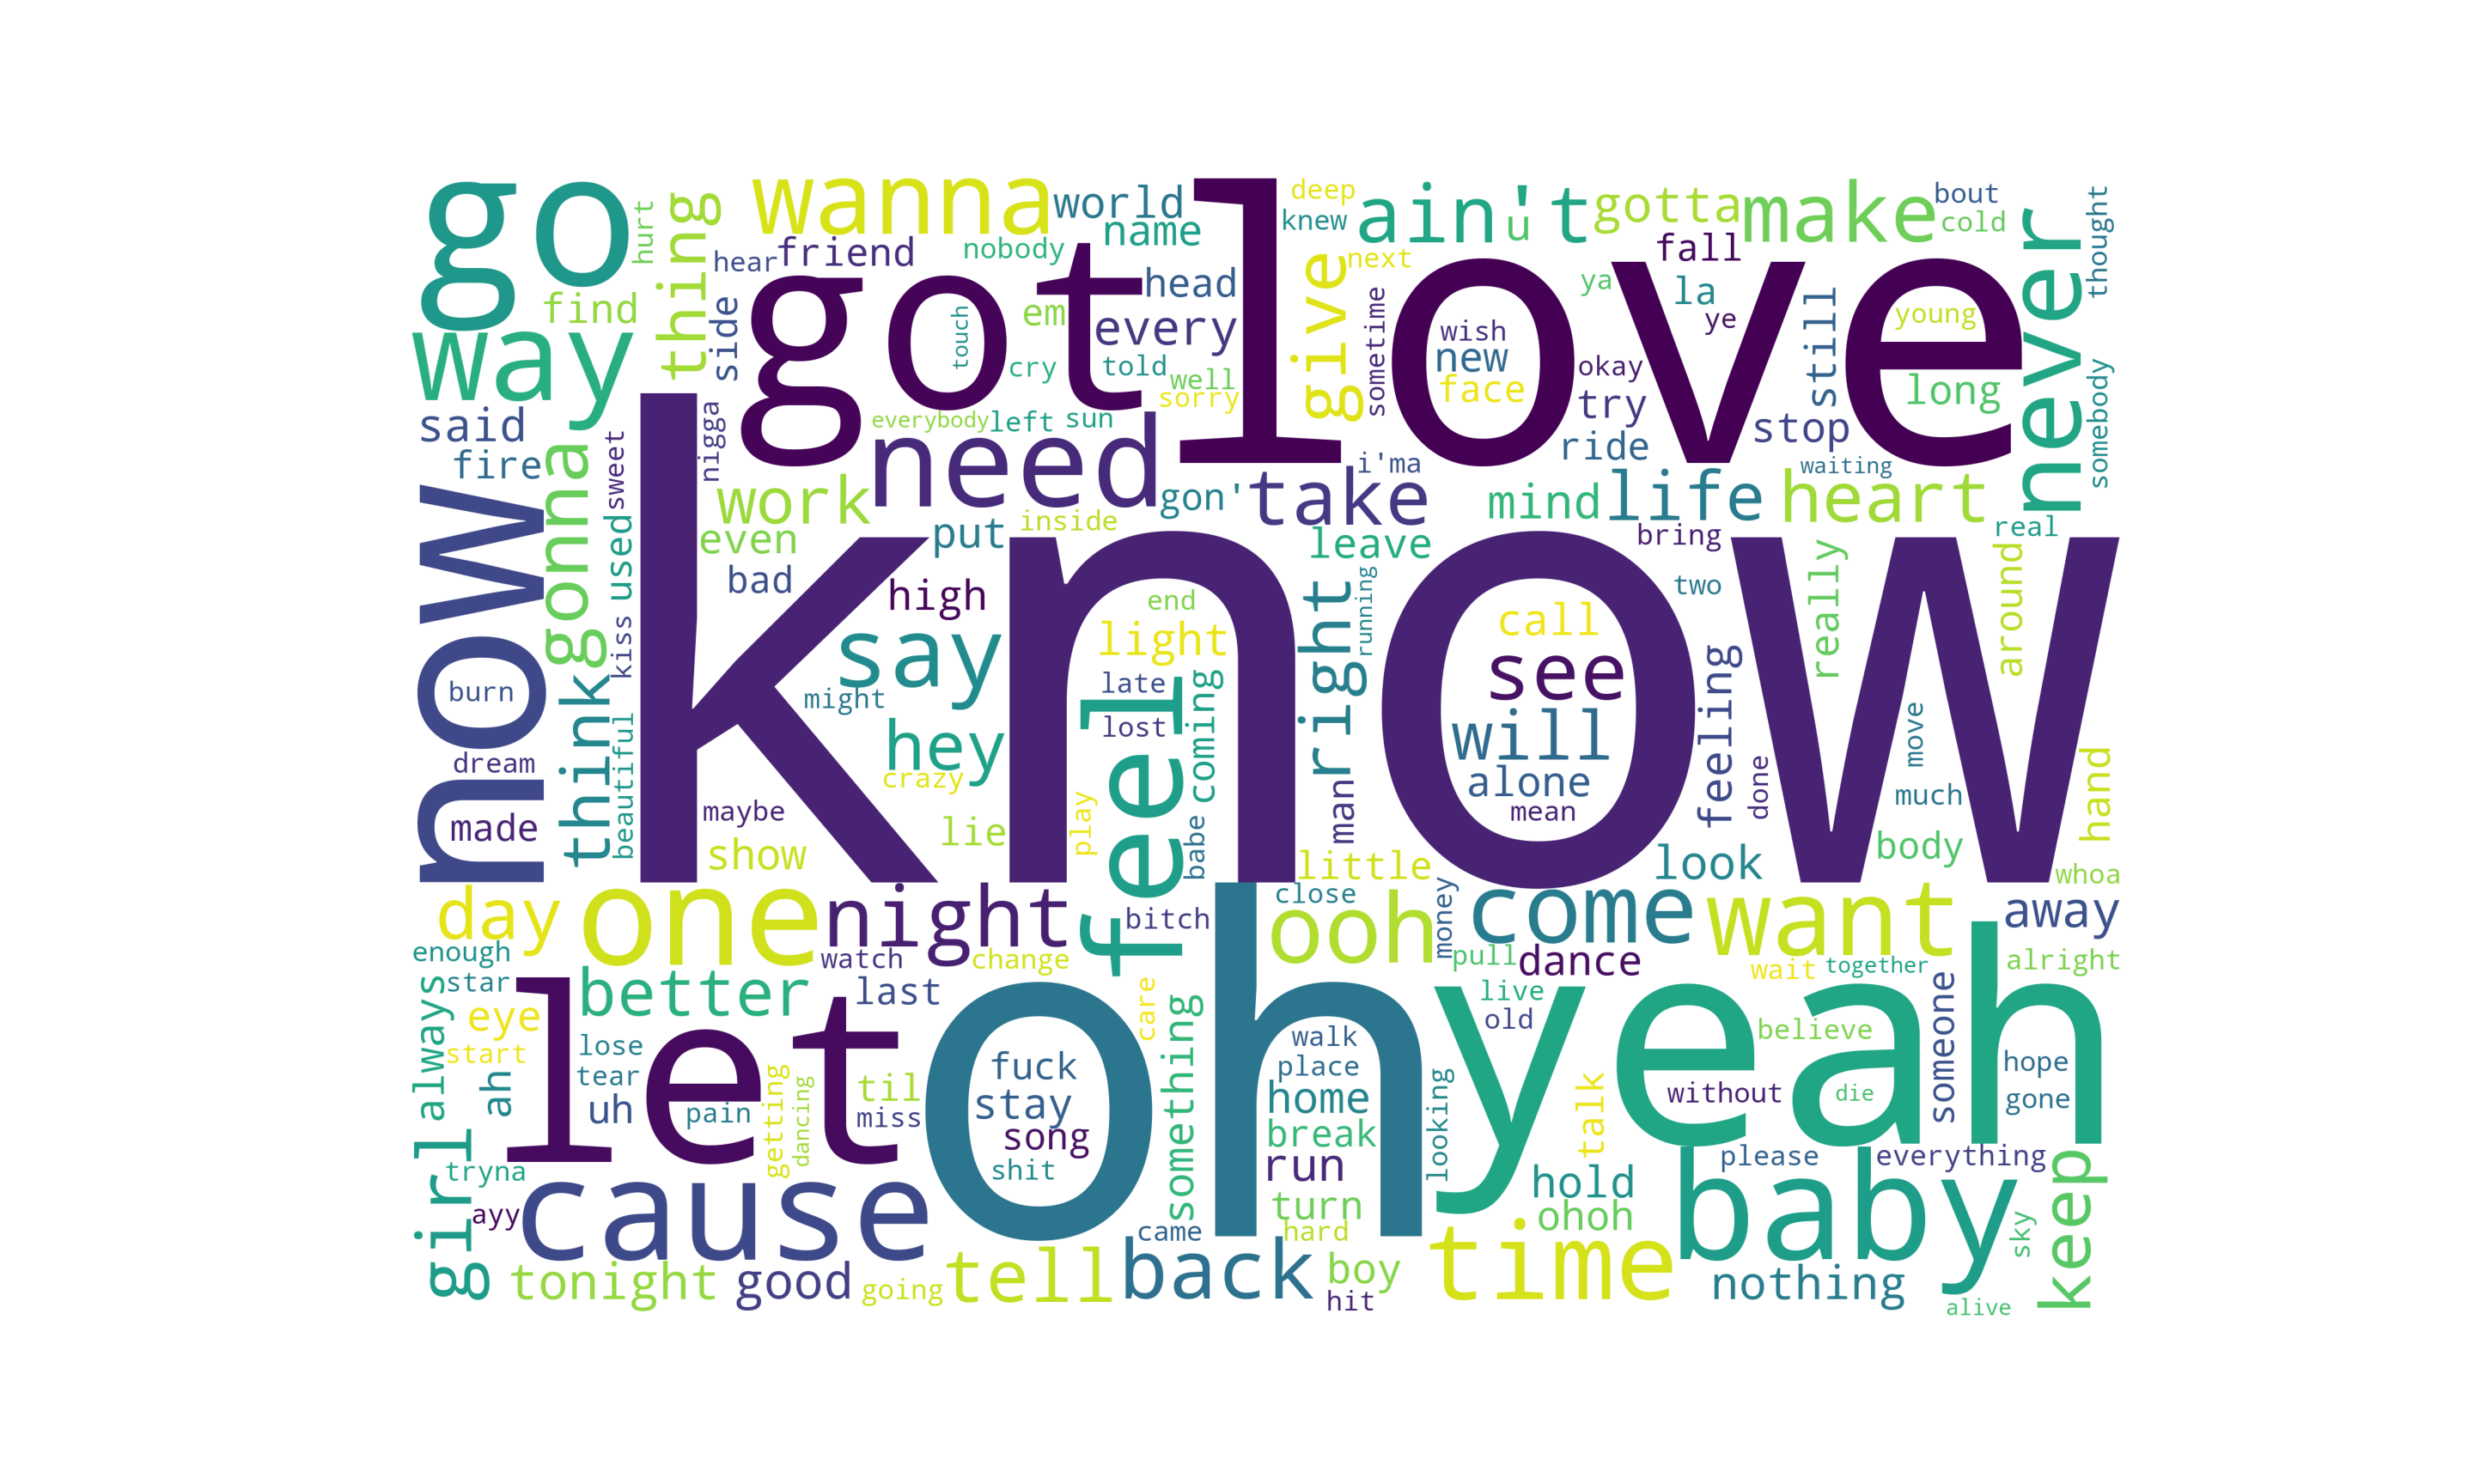 go
hurt
thing
wanna
world
name
deep
knew
ain't
u
gotta
make
bout
cold
never
thought
find
hear
friend
nobody
got
love
head
give
next
fall
ya
la
ye
still
young
way
side
touch
em
every
sometime
wish
new
face
okay
try
long
somebody
cry
told
well
sorry
said
fire
gonna
sweet
nigga
everybody
left
sun
need
ride
stop
waiting
now
used
work
even
put
inside
gon'
take
i'ma
mind
life
heart
real
leave
bring
know
kiss
bad
high
say
might
hey
crazy
end
light
late
lost
feel
coming
right
running
call
see
will
alone
mean
two
feeling
really
around
move
done
much
hand
burn
dream
made
think
beautiful
maybe
show
lie
play
babe
man
little
look
body
whoa
day
one
night
bitch
close
ooh
money
come
want
away
enough
star
always
eye
start
better
watch
change
last
care
something
pull
dance
wait
together
alright
live
old
believe
someone
let
oh
yeah
ah
lose
tear
uh
pain
getting
dancing
til
miss
fuck
stay
song
shit
walk
place
home
break
run
turn
hard
looking
talk
without
die
hope
gone
girl
tryna
ayy
cause
came
hold
ohoh
please
everything
baby
sky
keep
tonight
good
going
tell
back
boy
hit
time
nothing
alive